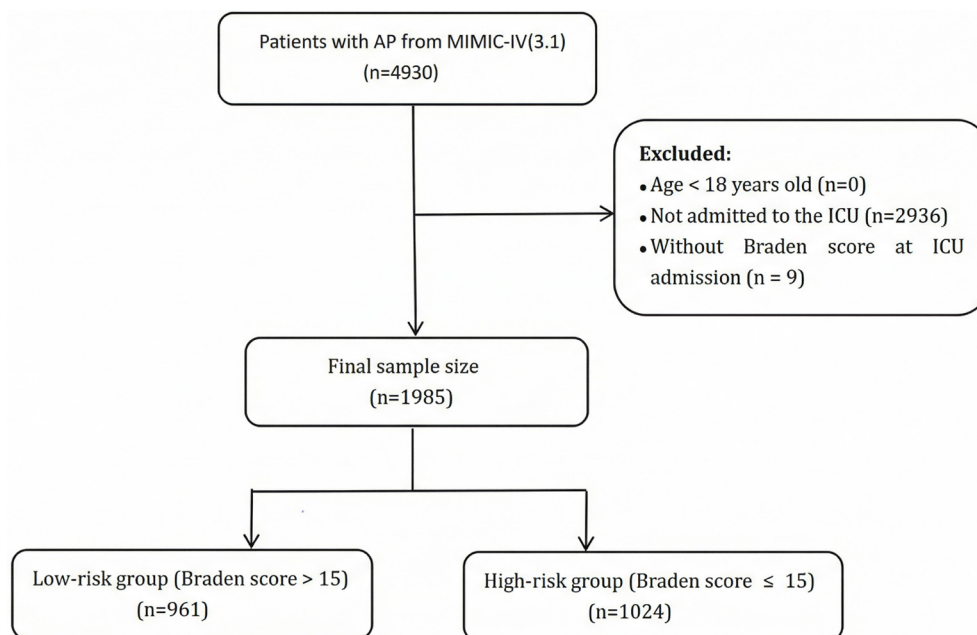 Patients with AP from MIMIC-IV(3.1)
(n=4930)
Excluded:
• Age < 18 years old (n=0)
• Not admitted to the ICU (n=2936)
• Without Braden score at ICU
admission (n = 9)
Final sample size
(n=1985)
Low-risk group (Braden score > 15)
(n=961)
High-risk group (Braden score ≤ 15)
(n=1024)